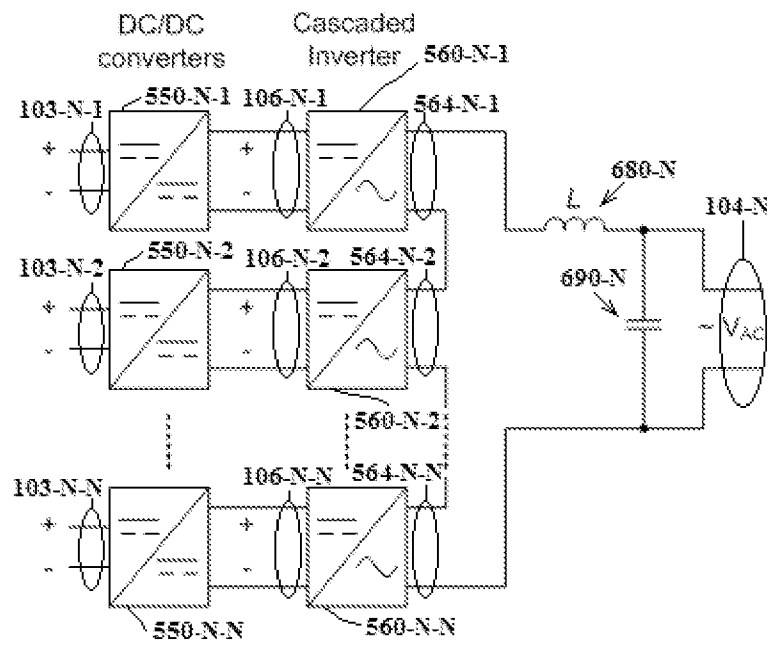 DC/DC
converters
Cascaded
Inverter
560-N-1
550-N-1
106-N-1
103-N-1
564-N-1
+
-
+
-
L
680-N
104-N
550-N-2
106-N-2
564-N-2
103-N-2
690-N
+
-
+
-
~ VAC
560-N-2
103-N-N
106-N-N
564-N-N
+
-
+
-
550-N-N
560-N-N